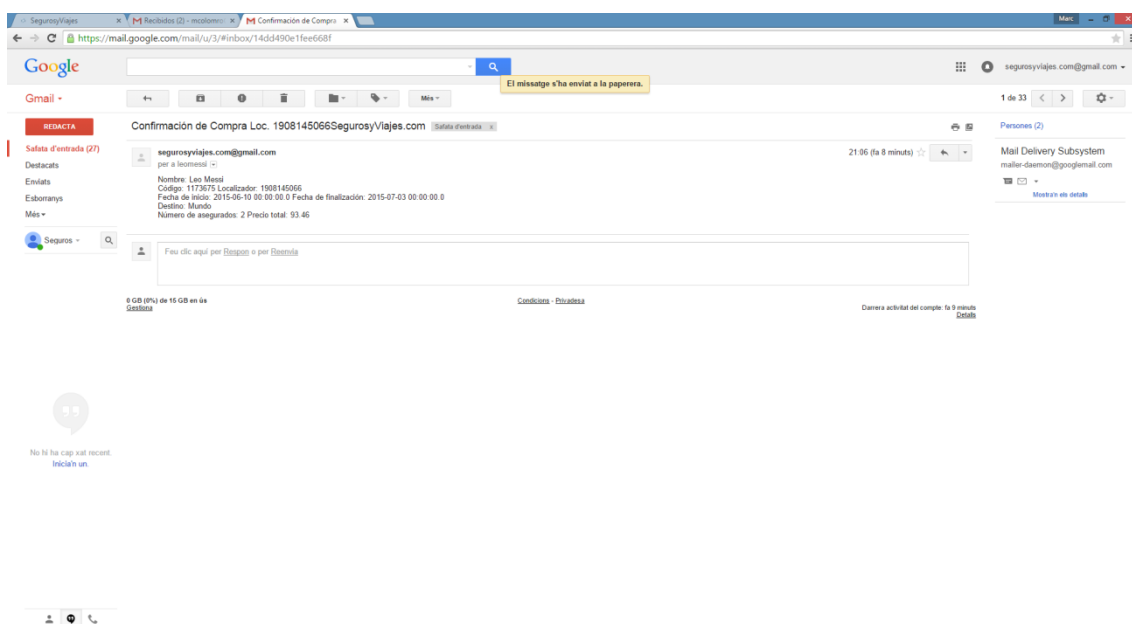 SegurosyViajes
Recibidos (2) - mcolomro
Confirmación de Compra
Marc
https://mail.google.com/mail/u/3/#inbox/14dd490e1fee668f
Google
segurosyviajes.com@gmail.com
El missatge s'ha enviat a la paperera.
Gmail
Més
1 de 33
REDACTA
Confirmación de Compra Loc. 1908145066SegurosyViajes.com
Safata d'entrada x
Persones (2)
Safata d'entrada (27)
Destacats
Enviats
Esborranys
Més
Seguros
segurosyviajes.com@gmail.com
per a leomessi
21:06 (fa 8 minuts)
Nombre: Leo Messi
Código: 1173675 Localizador: 1908145066
Fecha de inicio: 2015-06-10 00:00:00.0 Fecha de finalización: 2015-07-03 00:00:00.0
Destino: Mundo
Número de asegurados: 2 Precio total: 93.46
Mail Delivery Subsystem
mailer-daemon@googlemail.com
Mostra'n els detalls
Feu clic aquí per Respon o per Reenvia
0 GB (0%) de 15 GB en ús
Gestiona
Condicions - Privadesa
Darrera activitat del compte: fa 9 minuts
Detalls
No hi ha cap xat recent.
Inicia'n un.